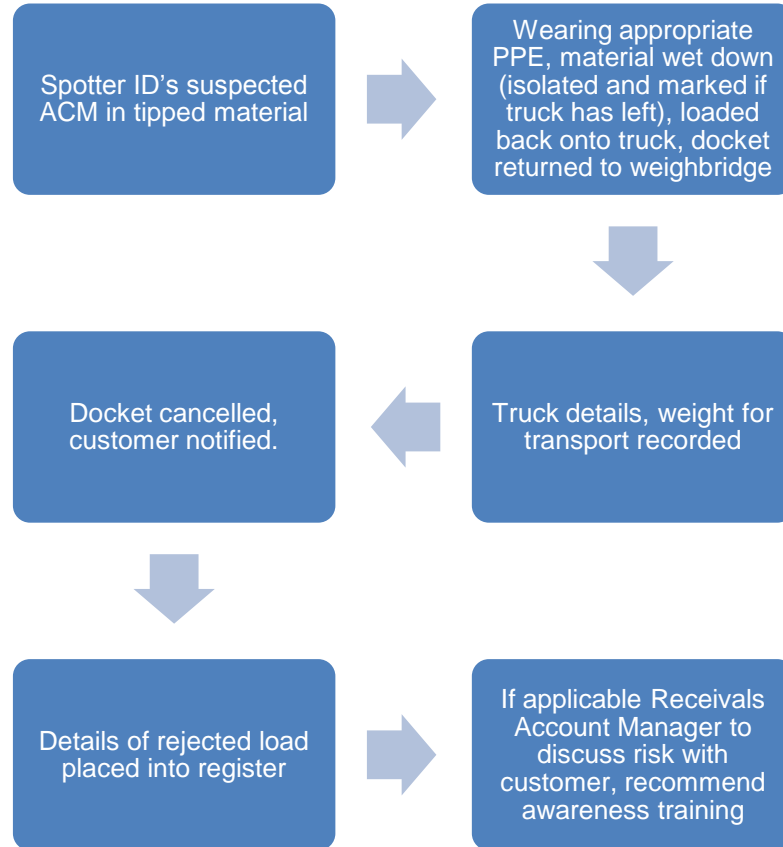 Spotter ID’s suspected
ACM in tipped material
Wearing appropriate
PPE, material wet down
(isolated and marked if
truck has left), loaded
back onto truck, docket
returned to weighbridge
Truck details, weight for
transport recorded
Docket cancelled,
customer notified.
Details of rejected load
placed into register
If applicable Receivals
Account Manager to
discuss risk with
customer, recommend
awareness training